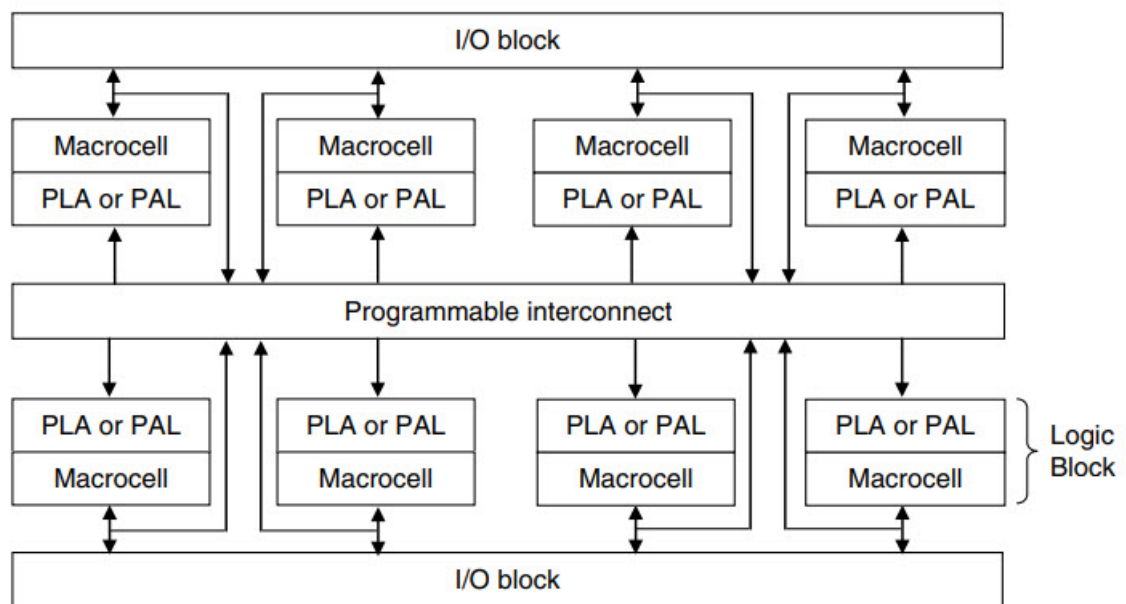 I/O block
Macrocell Macrocell Macrocell Macrocell
PLA or PAL PLA or PAL PLA or PAL PLA or PAL
Programmable interconnect
PLA or PAL PLA or PAL PLA or PAL PLA or PAL
Macrocell Macrocell Macrocell Macrocell
Logic
Block
I/O block